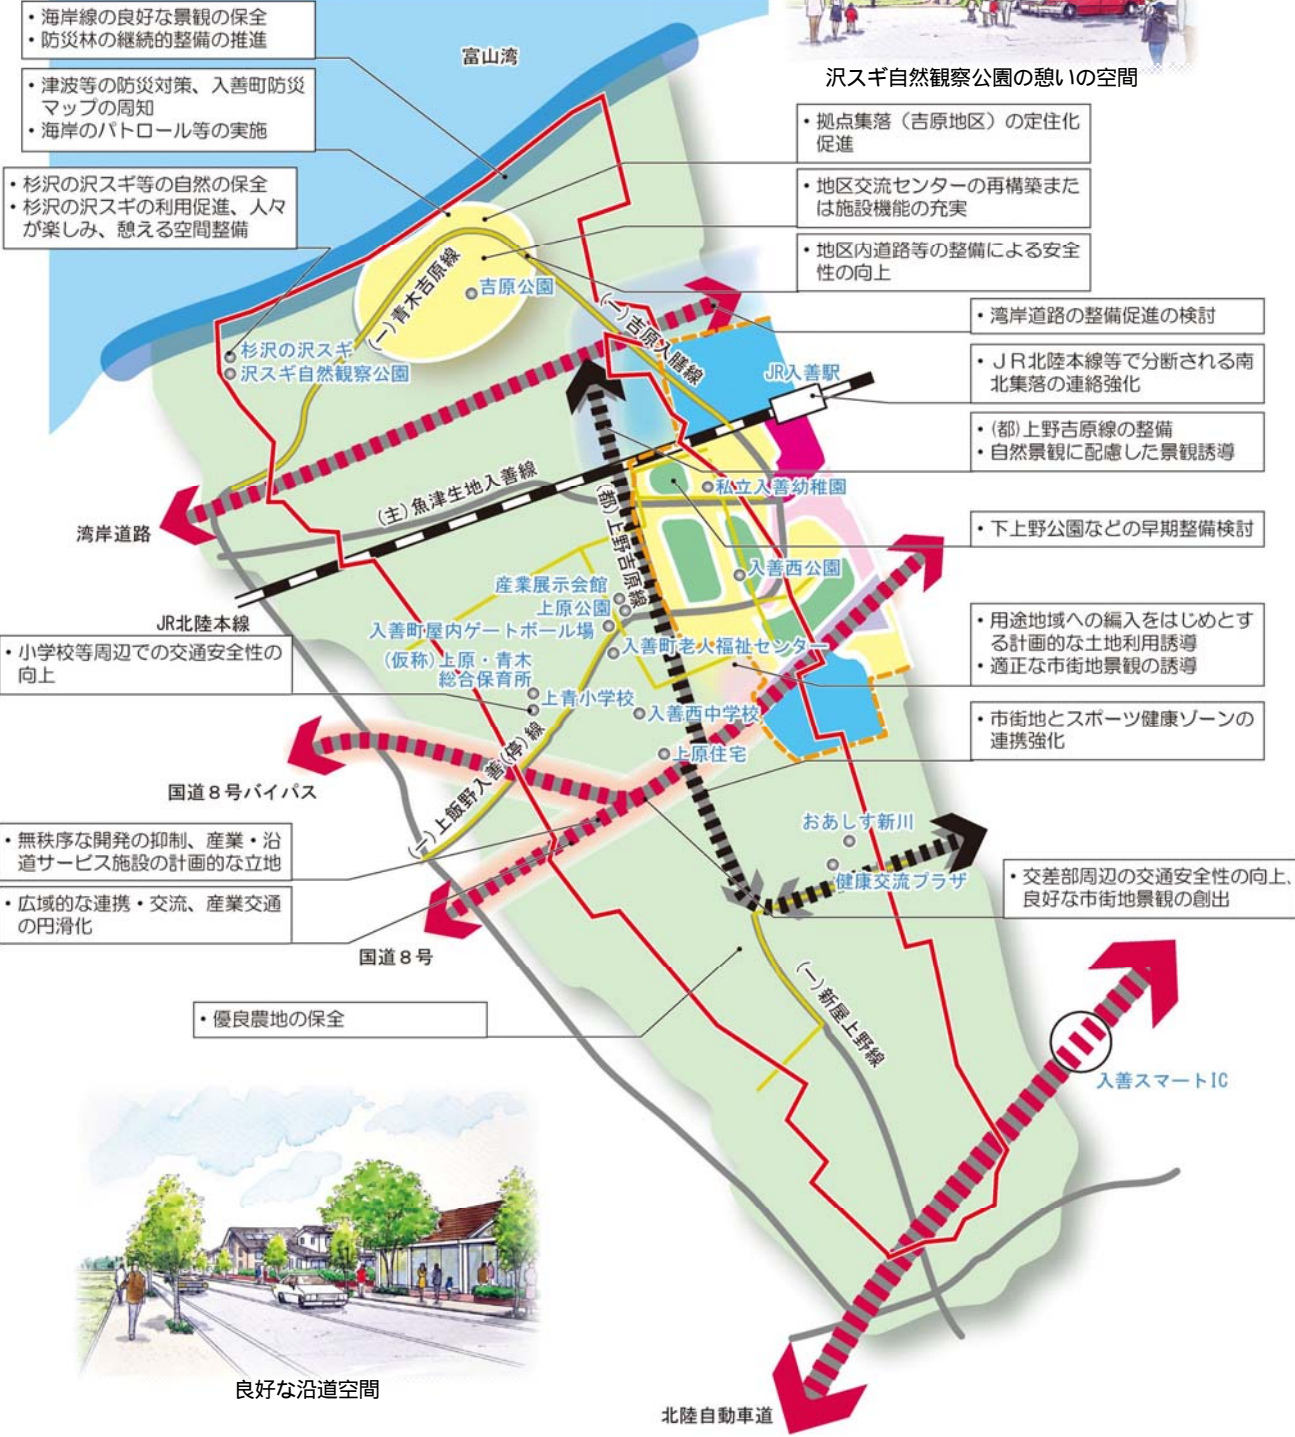 ・海岸線の良好な景観の保全
・防災林の継続的整備の推進
富山湾
沢スギ自然観察公園の憩いの空間
・津波等の防災対策、入善町防災
マップの周知
・海岸のパトロール等の実施
・拠点集落（吉原地区）の定住化
促進
・杉沢の沢スギ等の自然の保全
・杉沢の沢スギの利用促進、人々
が楽しみ、憩える空間整備
・地区交流センターの再構築また
は施設機能の充実
・地区内道路等の整備による安全
性の向上
(一)青木吉原線
吉原公園
(一)吉原入膳線
・湾岸道路の整備促進の検討
杉沢の沢スギ
沢スギ自然観察公園
JR入善駅
・ＪＲ北陸本線等で分断される南
北集落の連絡強化
・(都)上野吉原線の整備
・自然景観に配慮した景観誘導
(主)魚津生地入善線
私立入善幼稚園
(都)上野吉原線
湾岸道路
・下上野公園などの早期整備検討
入善西公園
産業展示会館
上原公園
JR北陸本線
入善町屋内ゲートボール場
入善町老人福祉センター
・用途地域への編入をはじめとす
る計画的な土地利用誘導
・適正な市街地景観の誘導
・小学校等周辺での交通安全性の
向上
(仮称)上原・青木
総合保育所
上青小学校
入善西中学校
・市街地とスポーツ健康ゾーンの
連携強化
上原住宅
(一)上飯野入善(停)線
国道８号バイパス
おあしす新川
・無秩序な開発の抑制、産業・沿
道サービス施設の計画的な立地
健康交流プラザ
・交差部周辺の交通安全性の向上、
良好な市街地景観の創出
・広域的な連携・交流、産業交通
の円滑化
国道８号
(一)新屋上野線
・優良農地の保全
入善スマートIC
良好な沿道空間
北陸自動車道